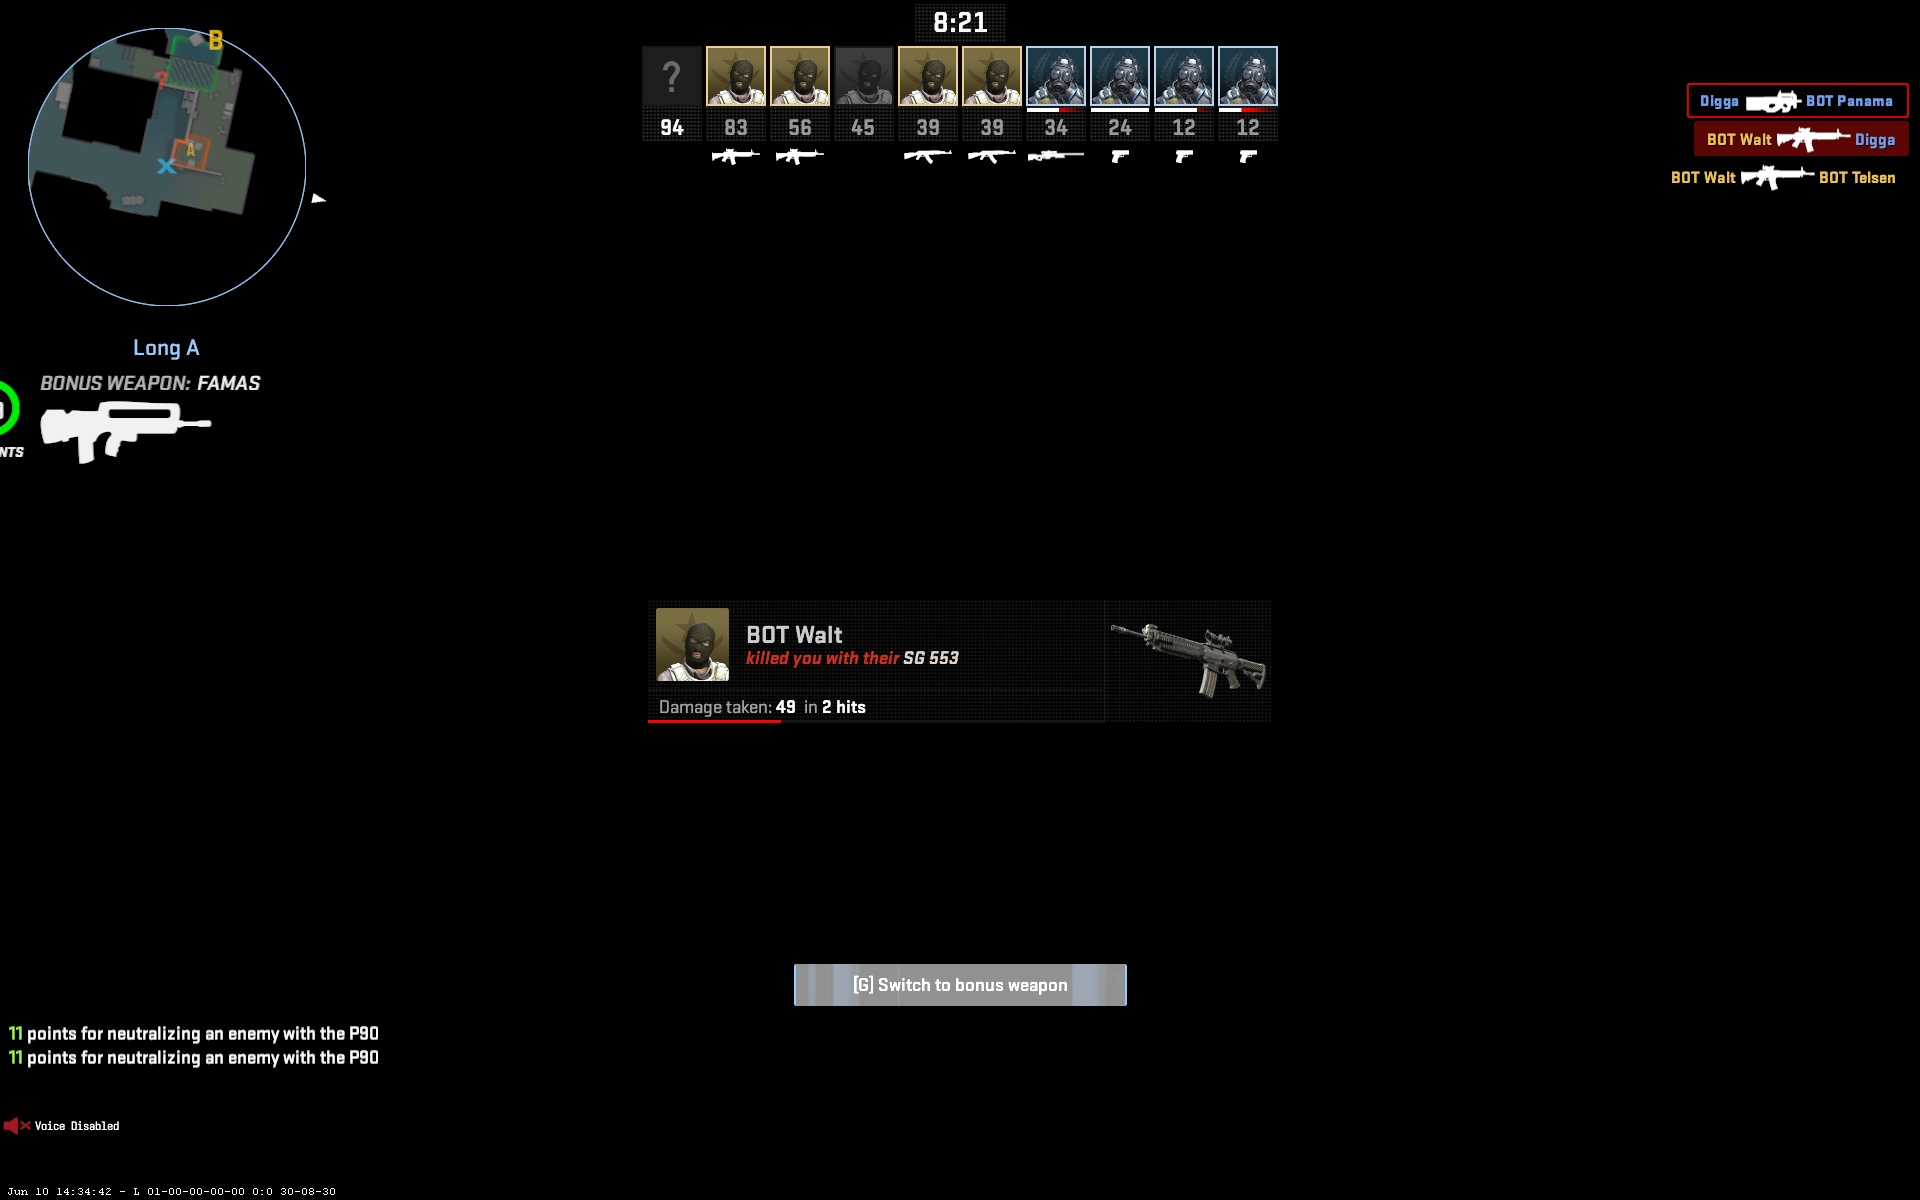 8:21
B
?
A
94 83 56 45 39 39 34 24 12 12
Digga BOT Panama
BOT Walt Digga
BOT Walt BOT Telsen
Long A
BONUS WEAPON: FAMAS
NTS
BOT Walt
killed you with their SG 553
Damage taken: 49 in 2 hits
[G] Switch to bonus weapon
11 points for neutralizing an enemy with the P90
11 points for neutralizing an enemy with the P90
Voice Disabled
Jun 10 14:34:42 - L 01-00-00-00-00 0:0 30-08-30